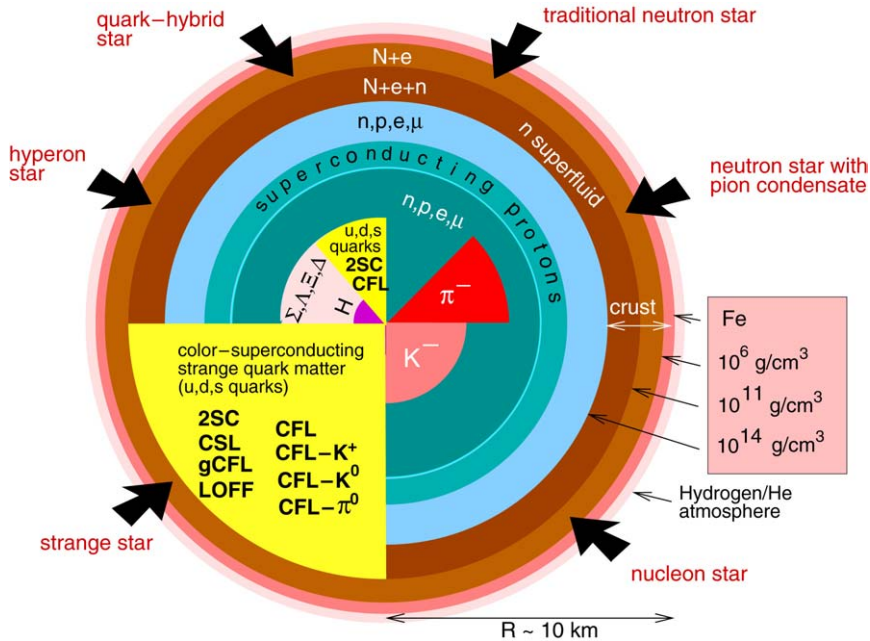 quark–hybrid
star
traditional neutron star
N+e
N+e+n
n,p,e,μ
n superfluid
hyperon
star
neutron star with
pion condensate
superconducting protons
n,p,e,μ
u,d,s
quarks
2SC
CFL
Σ,Λ,Ξ,Δ
H
π⁻
K⁻
crust
Fe
10⁶ g/cm³
10¹¹ g/cm³
10¹⁴ g/cm³
Hydrogen/He
atmosphere
color–superconducting
strange quark matter
(u,d,s quarks)
2SC
CSL
gCFL
LOFF
CFL
CFL–K⁺
CFL–K⁰
CFL–π⁰
strange star
nucleon star
R ~ 10 km